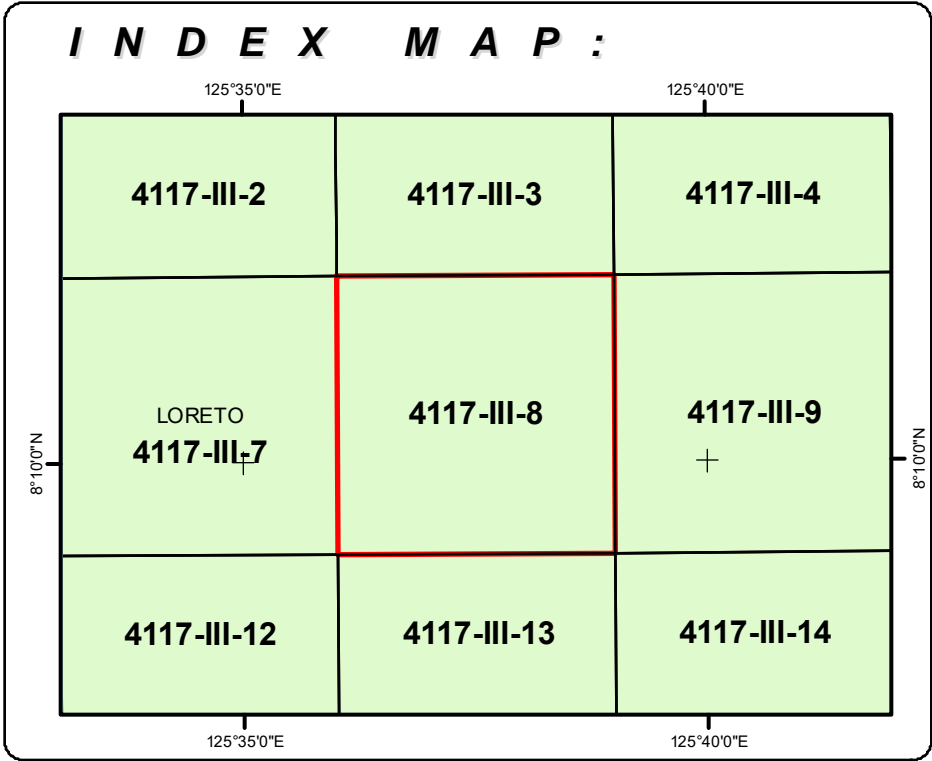 INDEX MAP:
125°35'0"E 125°40'0"E
4117-III-2 4117-III-3 4117-III-4
LORETO
4117-III-7 4117-III-8 4117-III-9
8°10'0"N 8°10'0"N
4117-III-12 4117-III-13 4117-III-14
125°35'0"E 125°40'0"E